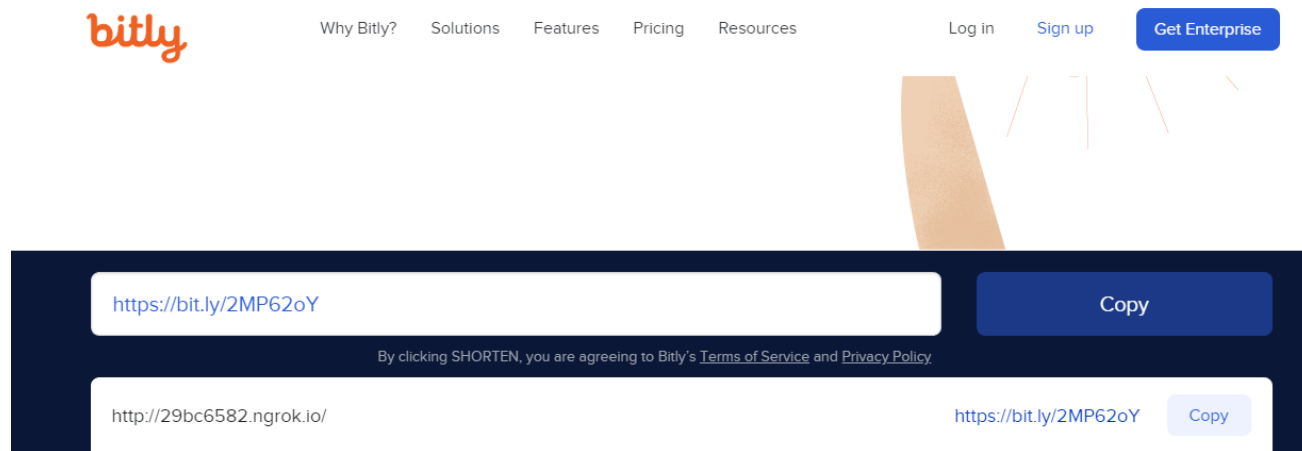 bitly Why Bitly? Solutions Features Pricing Resources Log in Sign up Get Enterprise
https://bit.ly/2MP62oY Copy
By clicking SHORTEN, you are agreeing to Bitly's Terms of Service and Privacy Policy
http://29bc6582.ngrok.io/ https://bit.ly/2MP62oY Copy